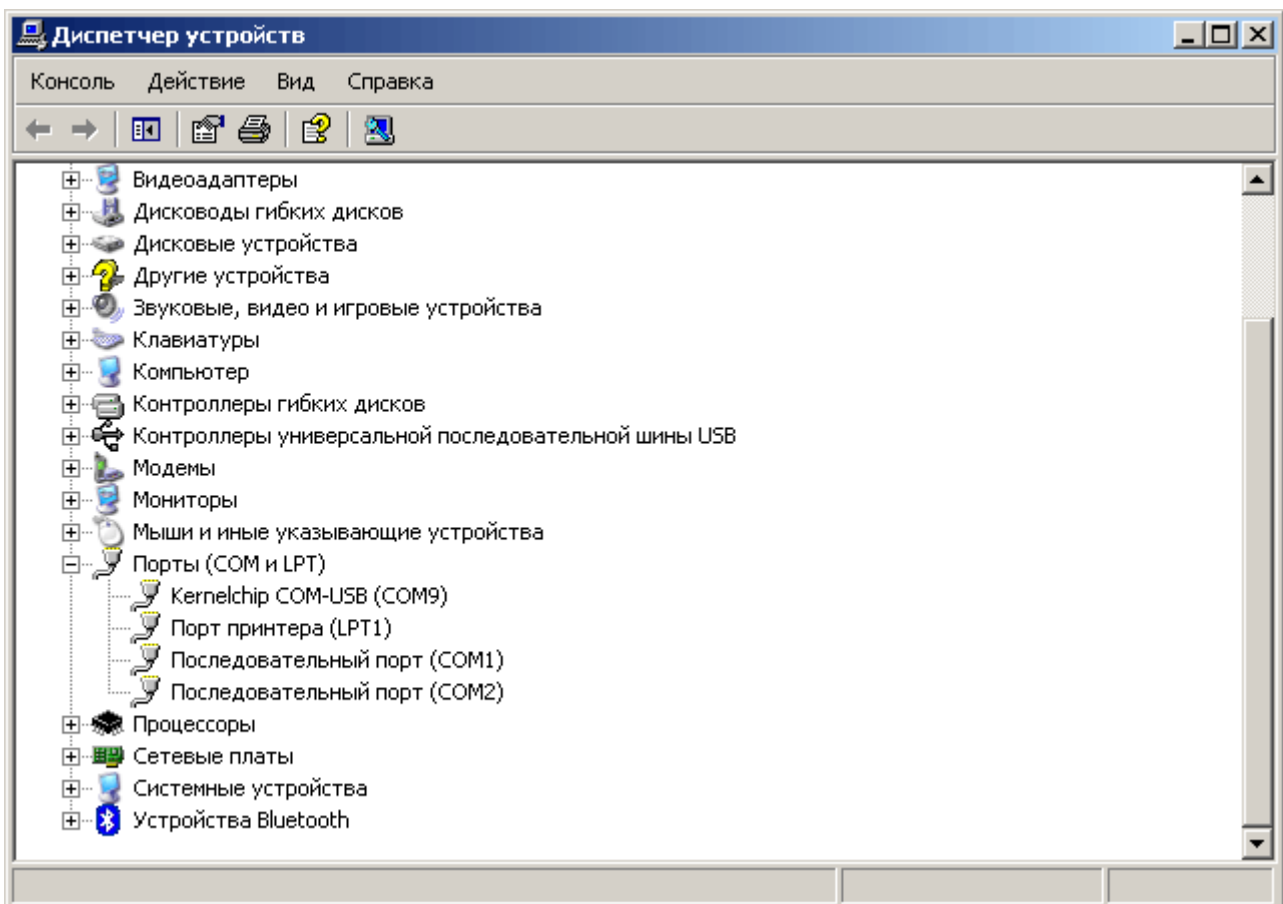 Диспетчер устройств
Консоль Действие Вид Справка
Видеоадаптеры
Дисководы гибких дисков
Дисковые устройства
Другие устройства
Звуковые, видео и игровые устройства
Клавиатуры
Компьютер
Контроллеры гибких дисков
Контроллеры универсальной последовательной шины USB
Модемы
Мониторы
Мыши и иные указывающие устройства
Порты (COM и LPT)
Kernelchip COM-USB (COM9)
Порт принтера (LPT1)
Последовательный порт (COM1)
Последовательный порт (COM2)
Процессоры
Сетевые платы
Системные устройства
Устройства Bluetooth